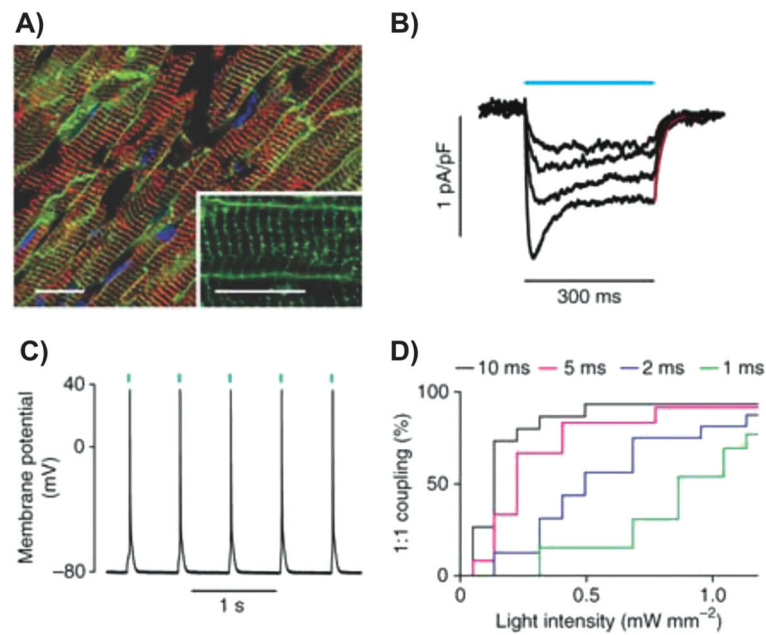 A)
B)
1 pA/pF
300 ms
C)
40
0
–80
Membrane potential
(mV)
1 s
D)
10 ms 5 ms 2 ms 1 ms
100
50
0
1:1 coupling (%)
0 0.5 1.0
Light intensity (mW mm⁻²)